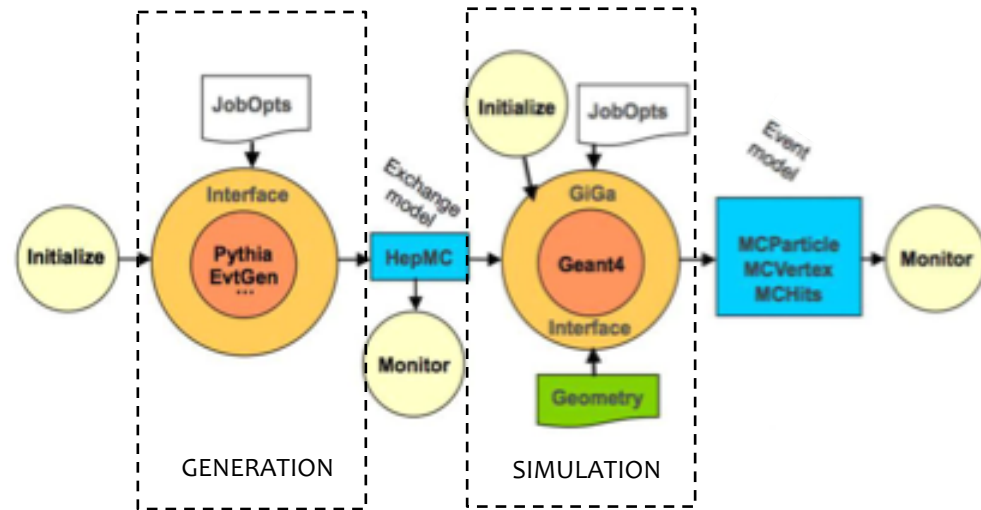 JobOpts
Interface
Initialize
Pythia
EvtGen
...
GENERATION
Exchange
model
HepMC
Monitor
Initialize
JobOpts
GiGa
Geant4
Interface
Geometry
SIMULATION
Event
model
MCParticle
MCVertex
MCHits
Monitor